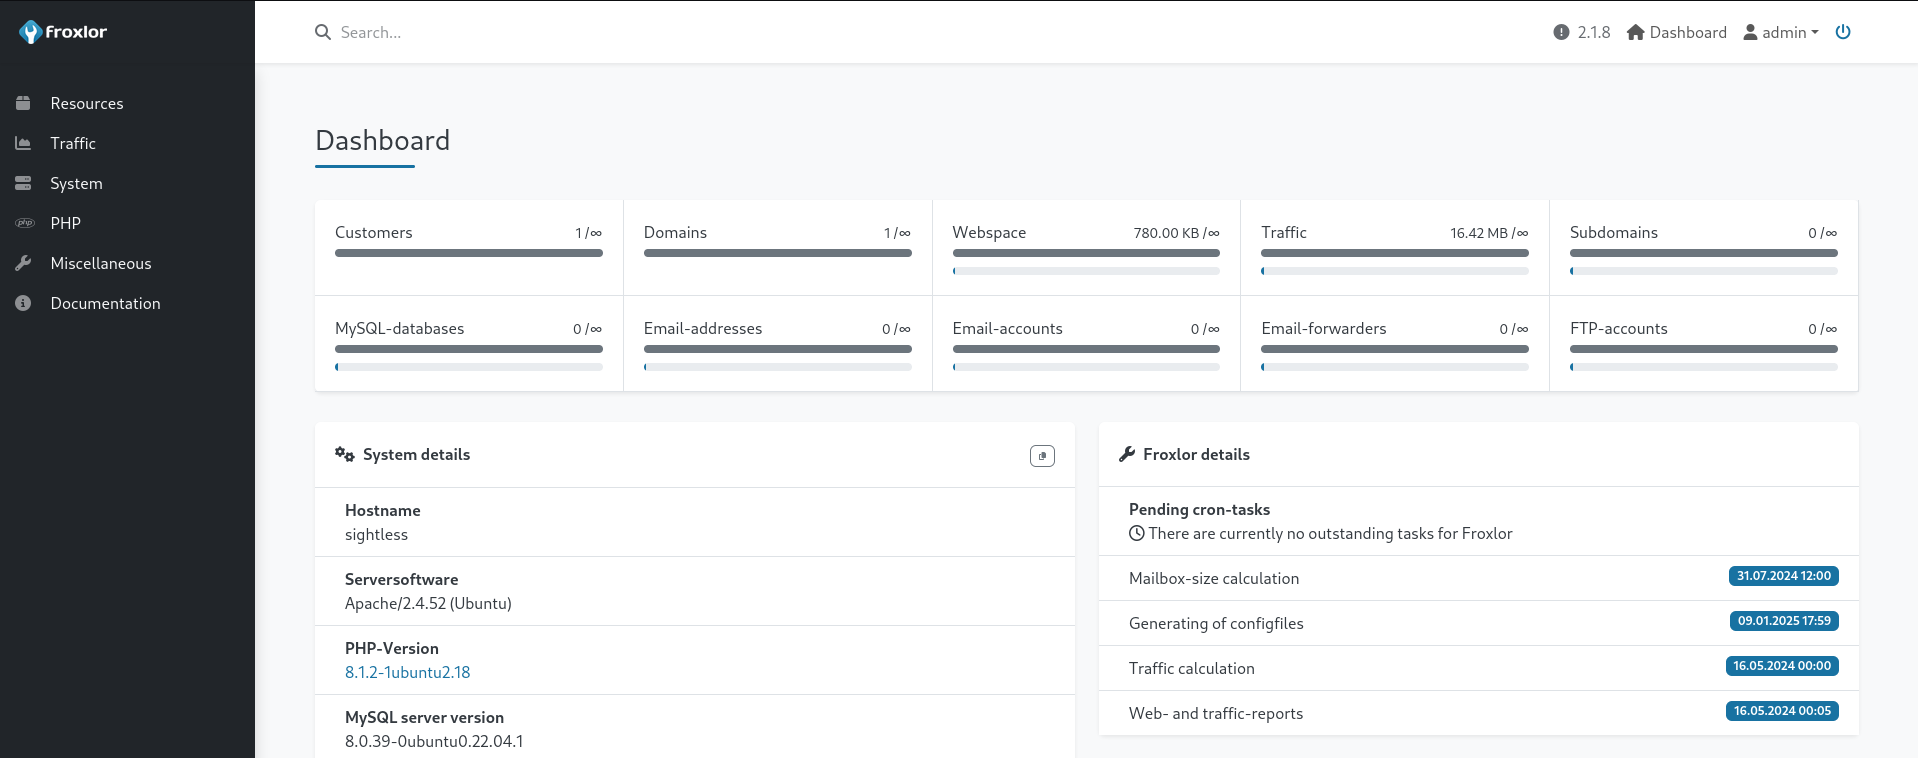 froxlor
Search...
2.1.8
Dashboard
admin
Resources
Traffic
System
PHP
Miscellaneous
Documentation
Dashboard
Customers 1 /∞
Domains 1 /∞
Webspace 780.00 KB /∞
Traffic 16.42 MB /∞
Subdomains 0 /∞
MySQL-databases 0 /∞
Email-addresses 0 /∞
Email-accounts 0 /∞
Email-forwarders 0 /∞
FTP-accounts 0 /∞
System details
Hostname
sightless
Serversoftware
Apache/2.4.52 (Ubuntu)
PHP-Version
8.1.2-1ubuntu2.18
MySQL server version
8.0.39-0ubuntu0.22.04.1
Froxlor details
Pending cron-tasks
There are currently no outstanding tasks for Froxlor
Mailbox-size calculation 31.07.2024 12:00
Generating of configfiles 09.01.2025 17:59
Traffic calculation 16.05.2024 00:00
Web- and traffic-reports 16.05.2024 00:05